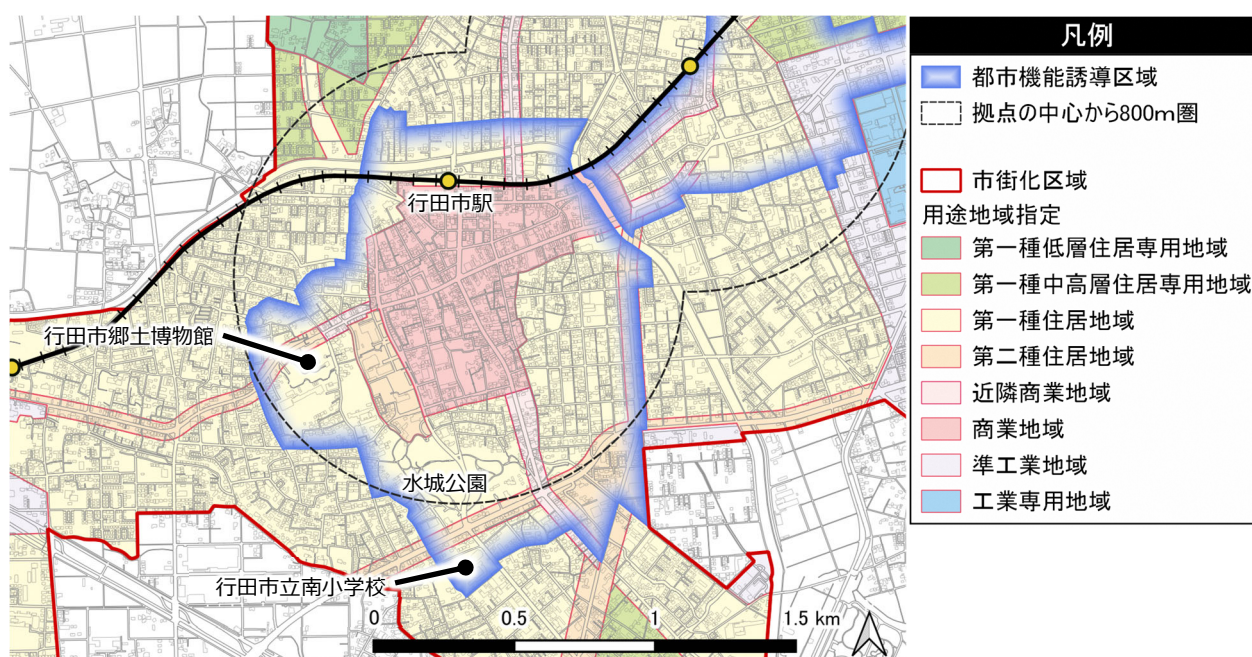 行田市駅
行田市郷土博物館
水城公園
行田市立南小学校
0 0.5 1 1.5 km
凡例
都市機能誘導区域
拠点の中心から800m圏
市街化区域
用途地域指定
第一種低層住居専用地域
第一種中高層住居専用地域
第一種住居地域
第二種住居地域
近隣商業地域
商業地域
準工業地域
工業専用地域